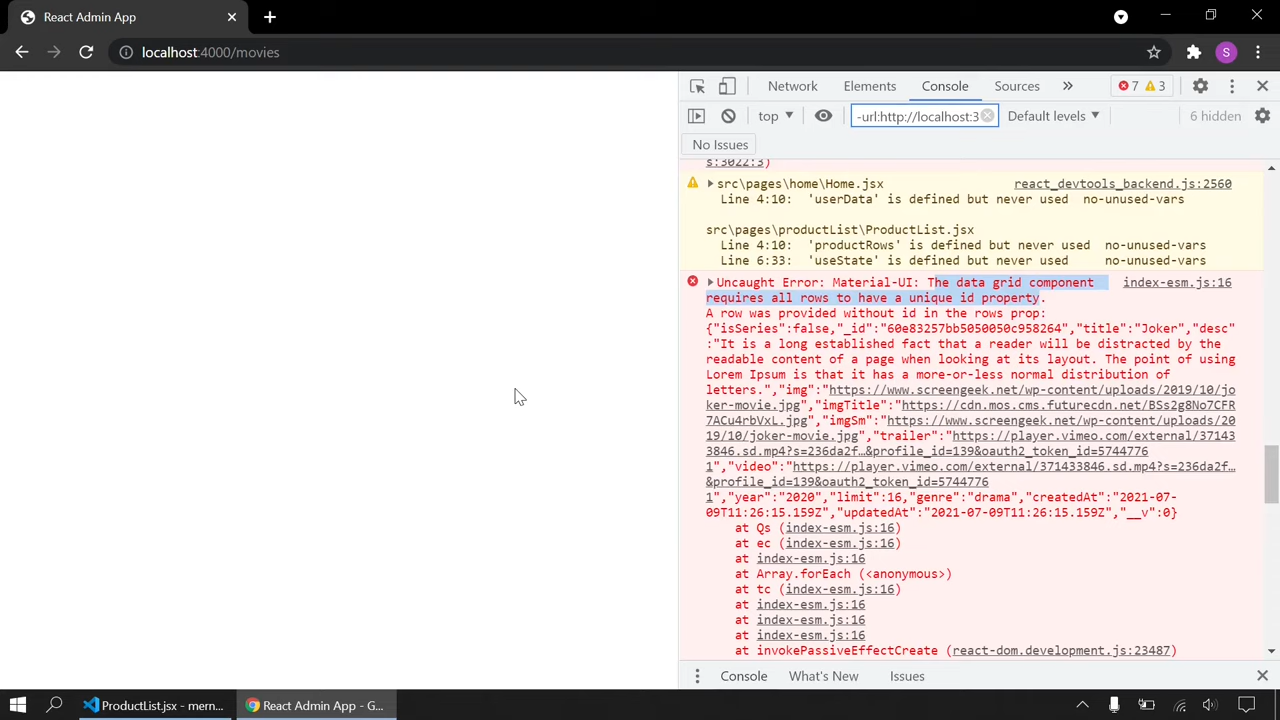 React Admin App
localhost:4000/movies
S
Network Elements Console Sources 7 3
top -url:http://localhost:3 Default levels 6 hidden
No Issues
s:3022:3)
src\pages\home\Home.jsx react_devtools_backend.js:2560
Line 4:10: 'userData' is defined but never used no-unused-vars
src\pages\productList\ProductList.jsx
Line 4:10: 'productRows' is defined but never used no-unused-vars
Line 6:33: 'useState' is defined but never used no-unused-vars
Uncaught Error: Material-UI: The data grid component index-esm.js:16
requires all rows to have a unique id property.
A row was provided without id in the rows prop:
{"isSeries":false,"_id":"60e83257bb5050050c958264","title":"Joker","desc"
:"It is a long established fact that a reader will be distracted by the
readable content of a page when looking at its layout. The point of using
Lorem Ipsum is that it has a more-or-less normal distribution of
letters.","img":"https://www.screengeek.net/wp-content/uploads/2019/10/jo
ker-movie.jpg","imgTitle":"https://cdn.mos.cms.futurecdn.net/BSs2g8No7CFR
7ACu4rbVxL.jpg","imgSm":"https://www.screengeek.net/wp-content/uploads/20
19/10/joker-movie.jpg","trailer":"https://player.vimeo.com/external/37143
3846.sd.mp4?s=236da2f…&profile_id=139&oauth2_token_id=5744776
1","video":"https://player.vimeo.com/external/371433846.sd.mp4?s=236da2f…
&profile_id=139&oauth2_token_id=5744776
1","year":"2020","limit":16,"genre":"drama","createdAt":"2021-07-
09T11:26:15.159Z","updatedAt":"2021-07-09T11:26:15.159Z","__v":0}
at Qs (index-esm.js:16)
at ec (index-esm.js:16)
at index-esm.js:16
at Array.forEach (<anonymous>)
at tc (index-esm.js:16)
at index-esm.js:16
at index-esm.js:16
at index-esm.js:16
at invokePassiveEffectCreate (react-dom.development.js:23487)
Console What's New Issues
ProductList.jsx - mern... React Admin App - G...